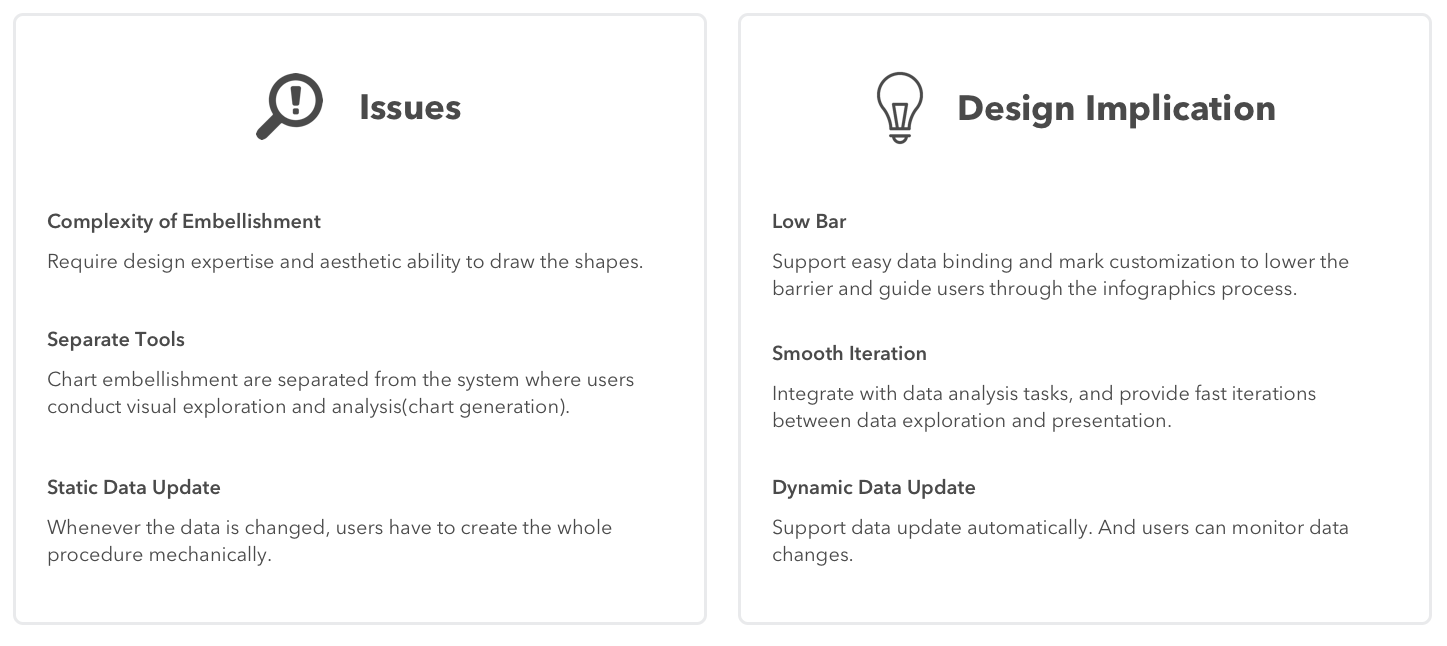 Issues
Complexity of Embellishment
Require design expertise and aesthetic ability to draw the shapes.
Separate Tools
Chart embellishment are separated from the system where users
conduct visual exploration and analysis(chart generation).
Static Data Update
Whenever the data is changed, users have to create the whole
procedure mechanically.
Design Implication
Low Bar
Support easy data binding and mark customization to lower the
barrier and guide users through the infographics process.
Smooth Iteration
Integrate with data analysis tasks, and provide fast iterations
between data exploration and presentation.
Dynamic Data Update
Support data update automatically. And users can monitor data
changes.